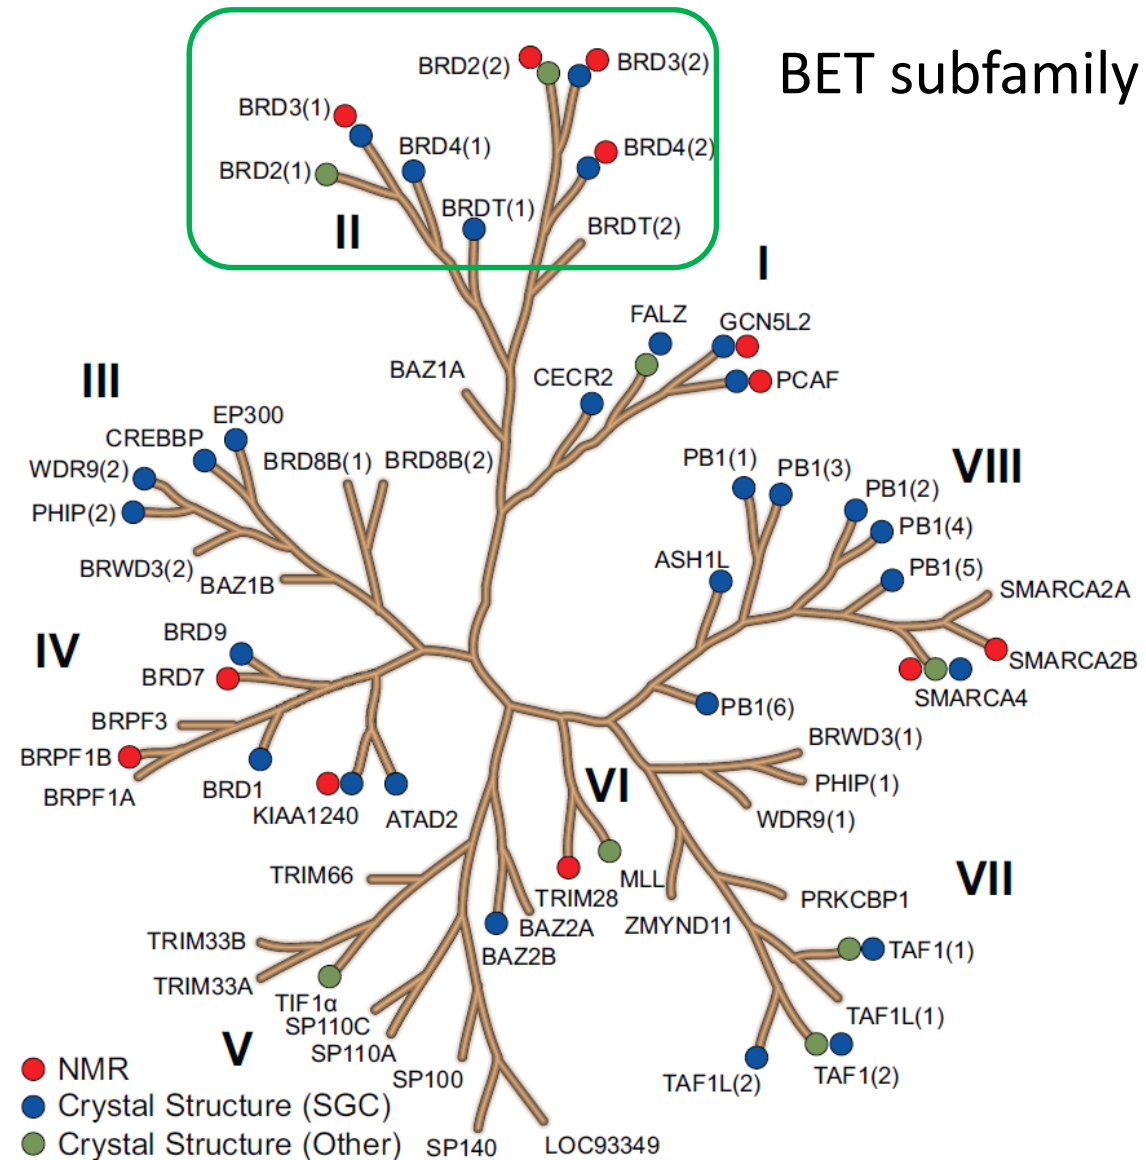 BET subfamily
BRD2(2)
BRD3(2)
BRD3(1)
BRD4(1)
BRD4(2)
BRD2(1)
BRDT(1)
BRDT(2)
II
I
FALZ
GCN5L2
BAZ1A
CECR2
PCAF
III
EP300
CREBBP
WDR9(2)
BRD8B(1)
BRD8B(2)
PHIP(2)
BRWD3(2)
BAZ1B
PB1(1)
PB1(3)
VIII
PB1(2)
PB1(4)
ASH1L
PB1(5)
SMARCA2A
SMARCA2B
SMARCA4
PB1(6)
IV
BRD9
BRD7
BRPF3
BRPF1B
BRPF1A
BRD1
KIAA1240
ATAD2
BRWD3(1)
PHIP(1)
WDR9(1)
VI
TRIM66
TRIM28
MLL
ZMYND11
VII
PRKCBP1
BAZ2A
BAZ2B
TRIM33B
TRIM33A
TIF1α
TAF1(1)
TAF1L(1)
SP110C
SP110A
V
SP100
TAF1L(2)
TAF1(2)
SP140
LOC93349
NMR
Crystal Structure (SGC)
Crystal Structure (Other)